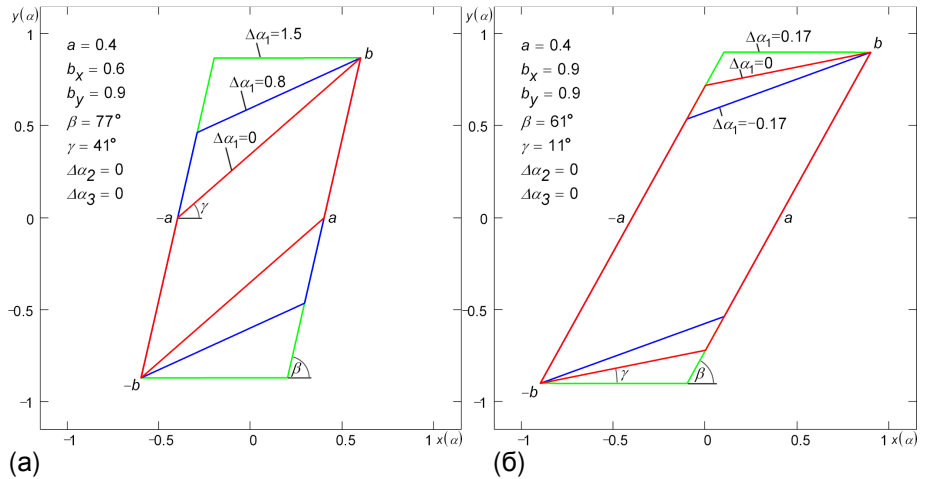 y(α)
1
0.5
0
−0.5
−1
−1
−0.5
0
0.5
1 x(α)
a = 0.4
b_x = 0.6
b_y = 0.9
β = 77°
γ = 41°
Δα_2 = 0
Δα_3 = 0
Δα_1=1.5
b
Δα_1=0.8
Δα_1=0
−a
γ
a
−b
β
(а)
y(α)
1
0.5
0
−0.5
−1
−1
−0.5
0
0.5
1 x(α)
a = 0.4
b_x = 0.9
b_y = 0.9
β = 61°
γ = 11°
Δα_2 = 0
Δα_3 = 0
Δα_1=0.17
b
Δα_1=0
Δα_1=−0.17
−a
a
−b
γ
β
(б)